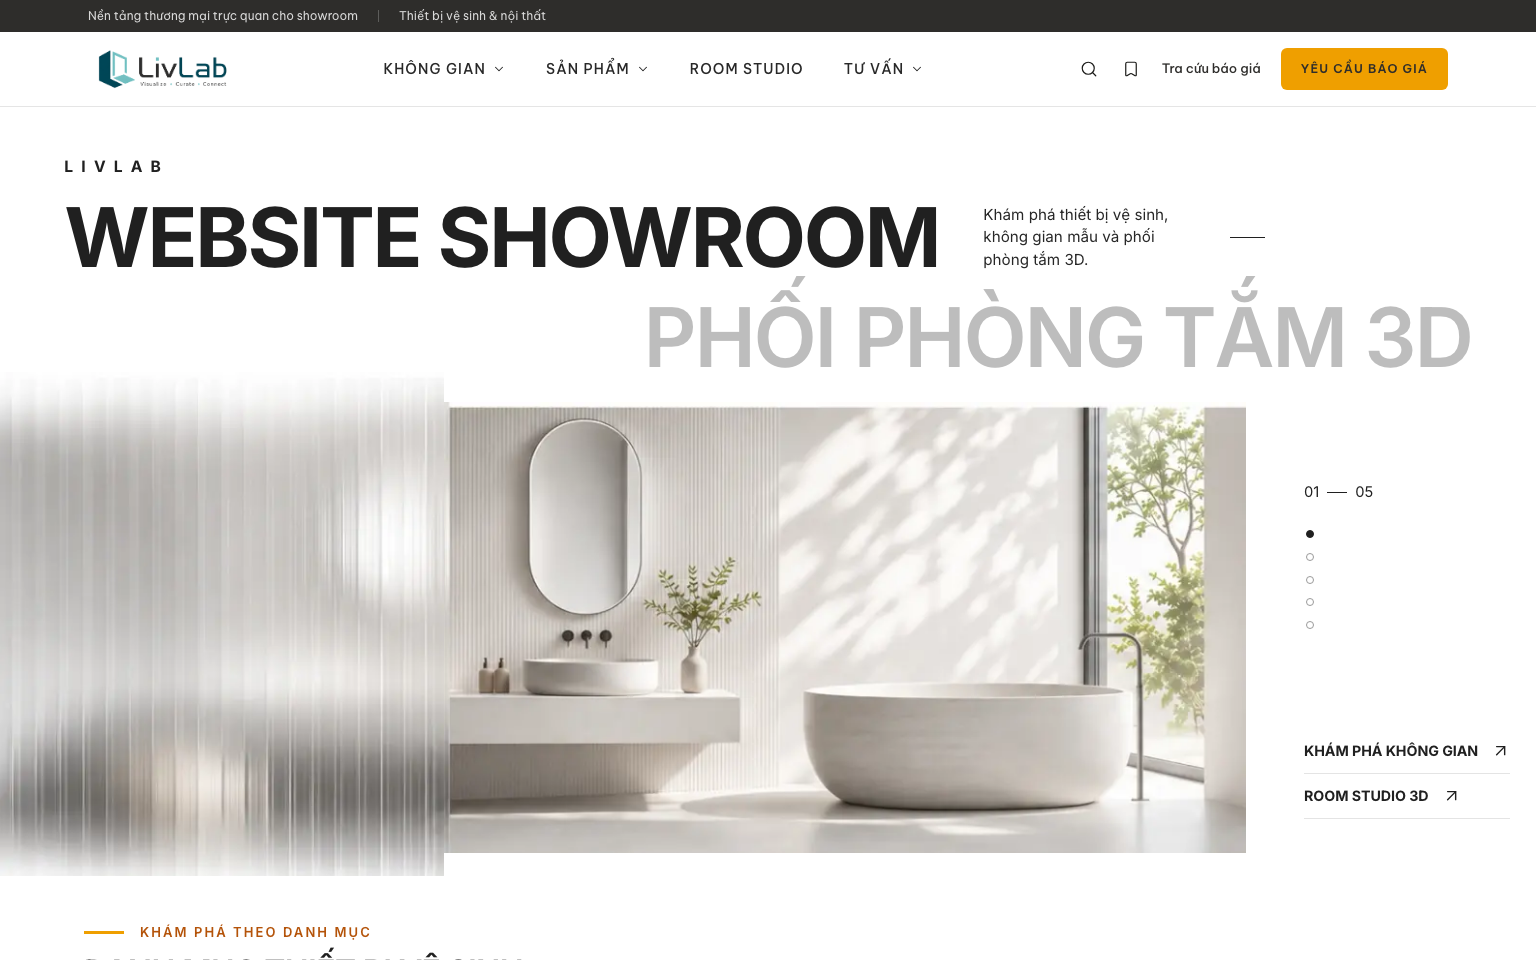 Nền tảng thương mại trực quan cho showroom
Thiết bị vệ sinh & nội thất
LivLab
Visualize • Curate • Connect
KHÔNG GIAN
SẢN PHẨM
ROOM STUDIO
TƯ VẤN
Tra cứu báo giá
YÊU CẦU BÁO GIÁ
LIVLAB
WEBSITE SHOWROOM
Khám phá thiết bị vệ sinh,
không gian mẫu và phối
phòng tắm 3D.
PHỐI PHÒNG TẮM 3D
01 — 05
KHÁM PHÁ KHÔNG GIAN
ROOM STUDIO 3D
KHÁM PHÁ THEO DANH MỤC